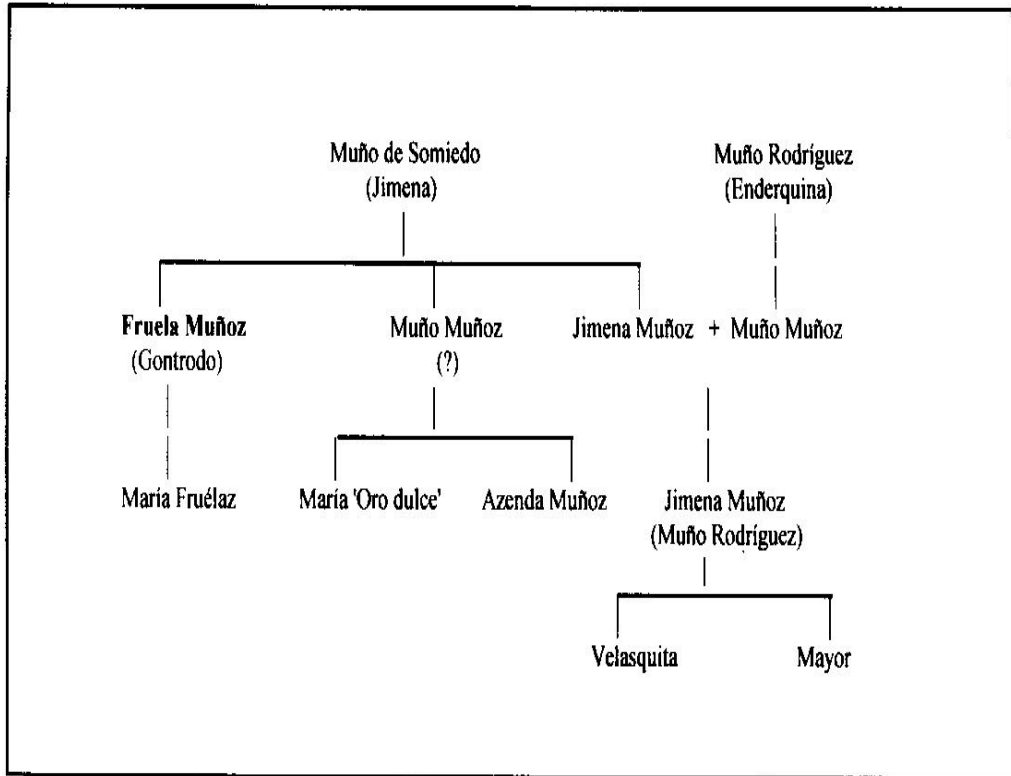 Muño de Somiedo
(Jimena)
Muño Rodríguez
(Enderquina)
Fruela Muñoz
(Gontrodo)
Muño Muñoz
(?)
Jimena Muñoz + Muño Muñoz
María Fruélaz
María 'Oro dulce'
Azenda Muñoz
Jimena Muñoz
(Muño Rodríguez)
Velasquita
Mayor